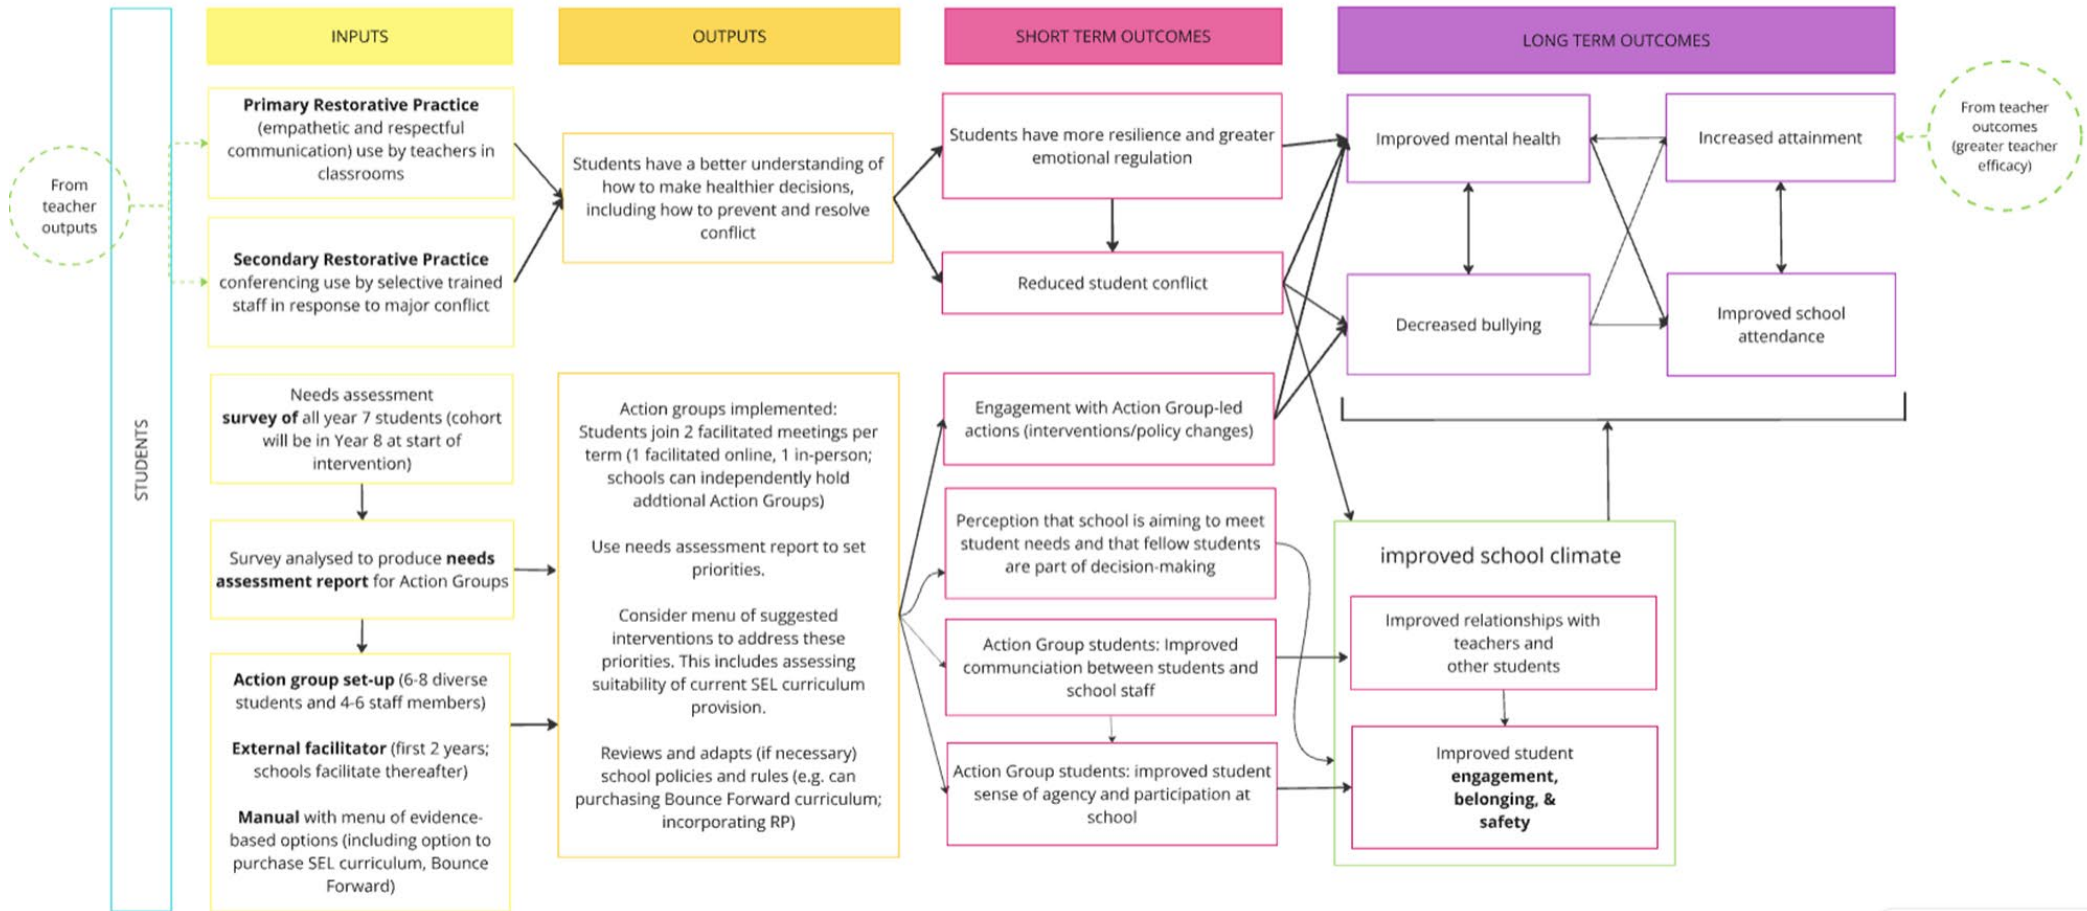 INPUTS
OUTPUTS
SHORT TERM OUTCOMES
LONG TERM OUTCOMES
STUDENTS
From
teacher
outputs
Primary Restorative Practice
(empathetic and respectful
communication) use by teachers in
classrooms
Secondary Restorative Practice
conferencing use by selective trained
staff in response to major conflict
Needs assessment
survey of all year 7 students (cohort
will be in Year 8 at start of
intervention)
Survey analysed to produce needs
assessment report for Action Groups
Action group set-up (6-8 diverse
students and 4-6 staff members)
External facilitator (first 2 years;
schools facilitate thereafter)
Manual with menu of evidence-
based options (including option to
purchase SEL curriculum, Bounce
Forward)
Students have a better understanding of
how to make healthier decisions,
including how to prevent and resolve
conflict
Action groups implemented:
Students join 2 facilitated meetings per
term (1 facilitated online, 1 in-person;
schools can independently hold
addtional Action Groups)
Use needs assessment report to set
priorities.
Consider menu of suggested
interventions to address these
priorities. This includes assessing
suitability of current SEL curriculum
provision.
Reviews and adapts (if necessary)
school policies and rules (e.g. can
purchasing Bounce Forward curriculum;
incorporating RP)
Students have more resilience and greater
emotional regulation
Reduced student conflict
Engagement with Action Group-led
actions (interventions/policy changes)
Perception that school is aiming to meet
student needs and that fellow students
are part of decision-making
Action Group students: Improved
communciation between students and
school staff
Action Group students: improved student
sense of agency and participation at
school
Improved mental health
Increased attainment
Decreased bullying
Improved school
attendance
From teacher
outcomes
(greater teacher
efficacy)
improved school climate
Improved relationships with
teachers and
other students
Improved student
engagement,
belonging, &
safety